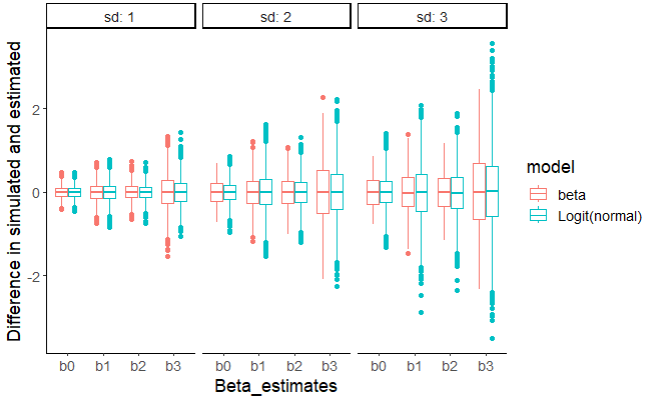 sd: 1
sd: 2
sd: 3
Difference in simulated and estimated
2
0
-2
b0 b1 b2 b3
b0 b1 b2 b3
b0 b1 b2 b3
Beta_estimates
model
beta
Logit(normal)